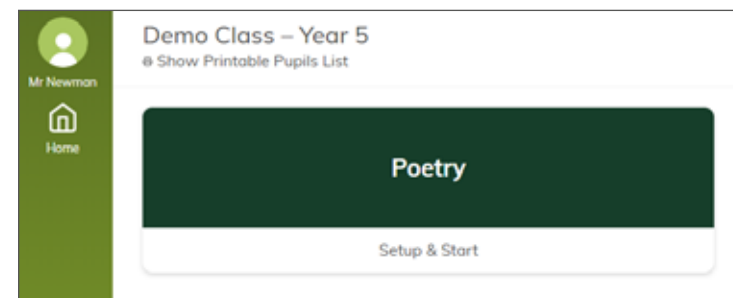 Demo Class – Year 5
Show Printable Pupils List
Mr Newman
Home
Poetry
Setup & Start